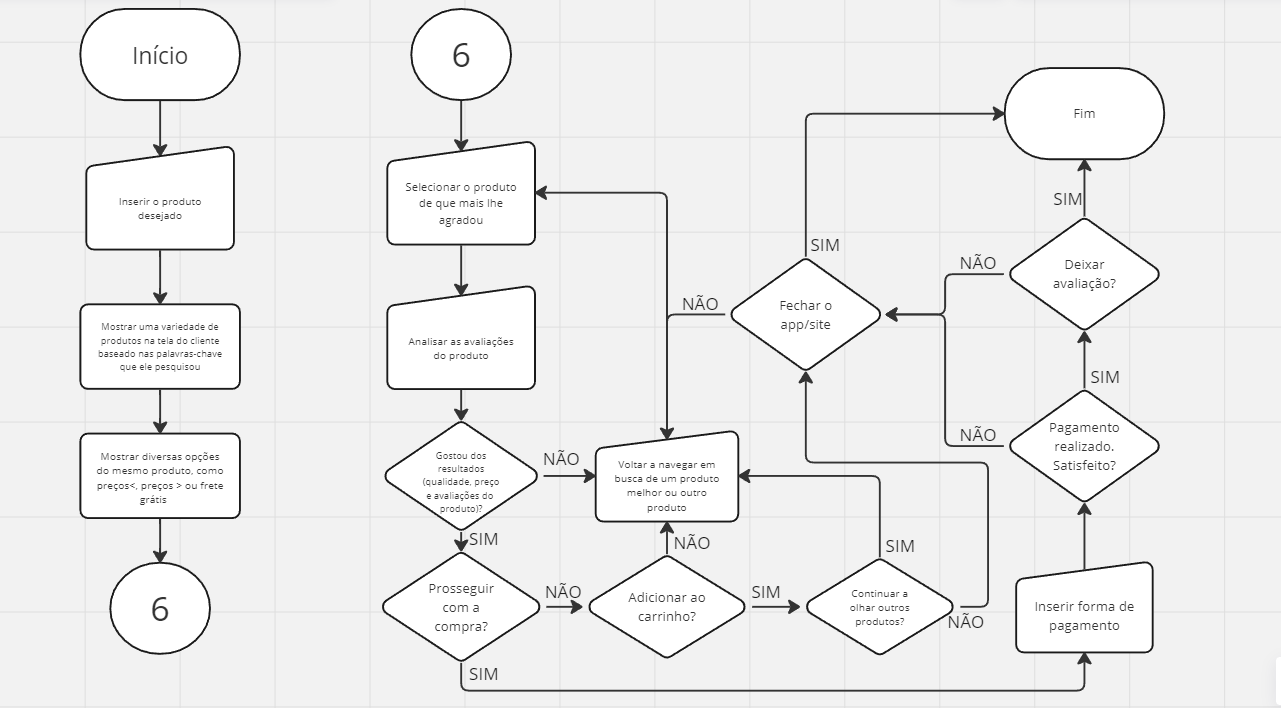 Início
Inserir o produto
desejado
Mostrar uma variedade de
produtos na tela do cliente
baseado nas palavras-chave
que ele pesquisou
Mostrar diversas opções
do mesmo produto, como
preços<, preços > ou frete
grátis
6
6
Selecionar o produto
de que mais lhe
agradou
Analisar as avaliações
do produto
Gostou dos
resultados
(qualidade, preço
e avaliações do
produto)?
NÃO
SIM
Prosseguir
com a
compra?
NÃO
SIM
Voltar a navegar em
busca de um produto
melhor ou outro
produto
NÃO
Adicionar ao
carrinho?
SIM
Continuar a
olhar outros
produtos?
SIM
NÃO
Fechar o
app/site
NÃO
SIM
Fim
SIM
Deixar
avaliação?
NÃO
SIM
Pagamento
realizado.
Satisfeito?
NÃO
Inserir forma de
pagamento